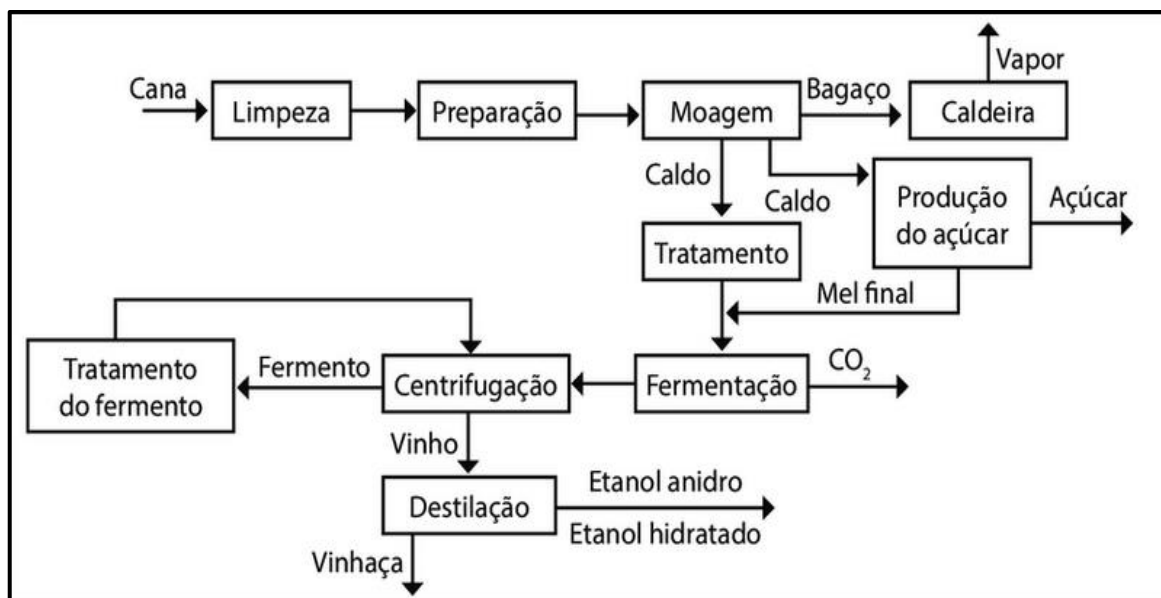 Cana
Limpeza
Preparação
Moagem
Bagaço
Caldeira
Vapor
Caldo
Caldo
Produção
do açúcar
Açúcar
Tratamento
Mel final
Tratamento
do fermento
Fermento
Centrifugação
Fermentação
CO₂
Vinho
Destilação
Etanol anidro
Etanol hidratado
Vinhaça